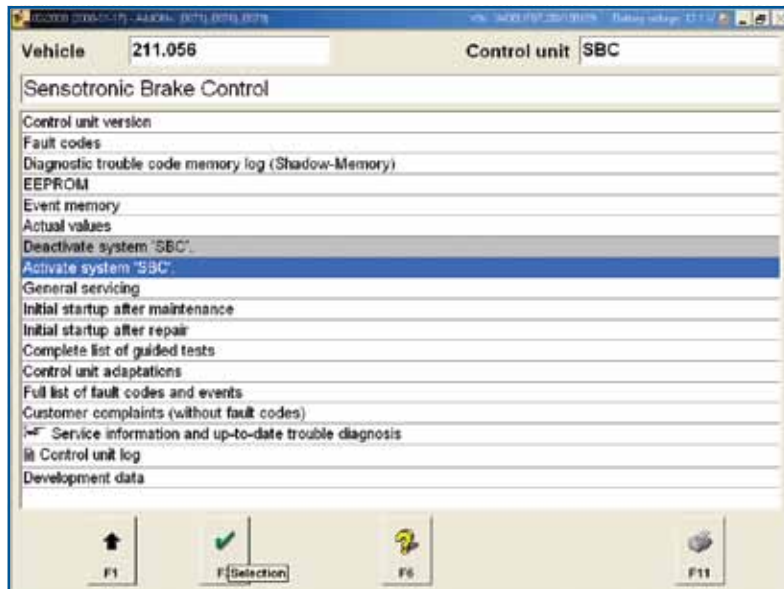 Vehicle 211.056 Control unit SBC
Sensotronic Brake Control
Control unit version
Fault codes
Diagnostic trouble code memory log (Shadow-Memory)
EEPROM
Event memory
Actual values
Deactivate system "SBC".
Activate system "SBC".
General servicing
Initial startup after maintenance
Initial startup after repair
Complete list of guided tests
Control unit adaptations
Full list of fault codes and events
Customer complaints (without fault codes)
Service information and up-to-date trouble diagnosis
Control unit log
Development data
F1 F Selection F6 F11